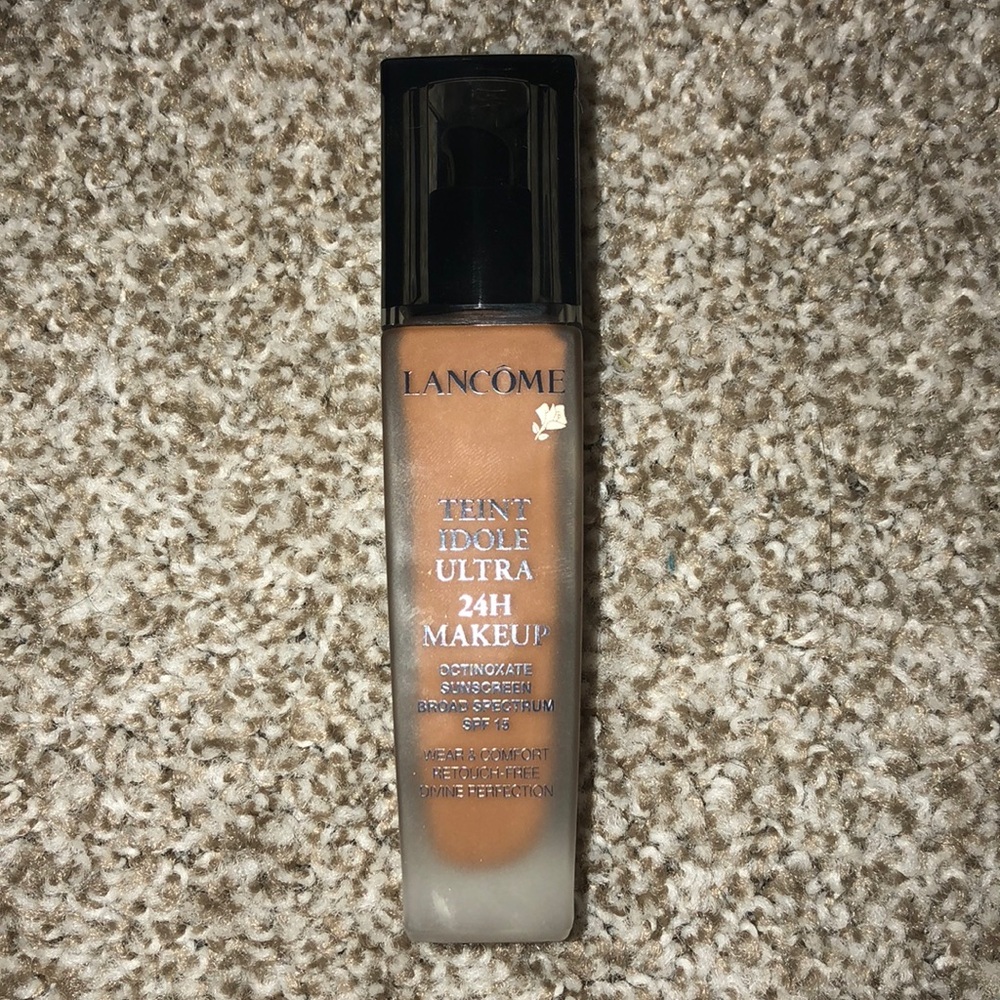 LANCÔME
TEINT
IDOLE
ULTRA
24H
MAKEUP
OCTINOXATE
SUNSCREEN
BROAD SPECTRUM
SPF 15
WEAR & COMFORT
RETOUCH-FREE
DIVINE PERFECTION